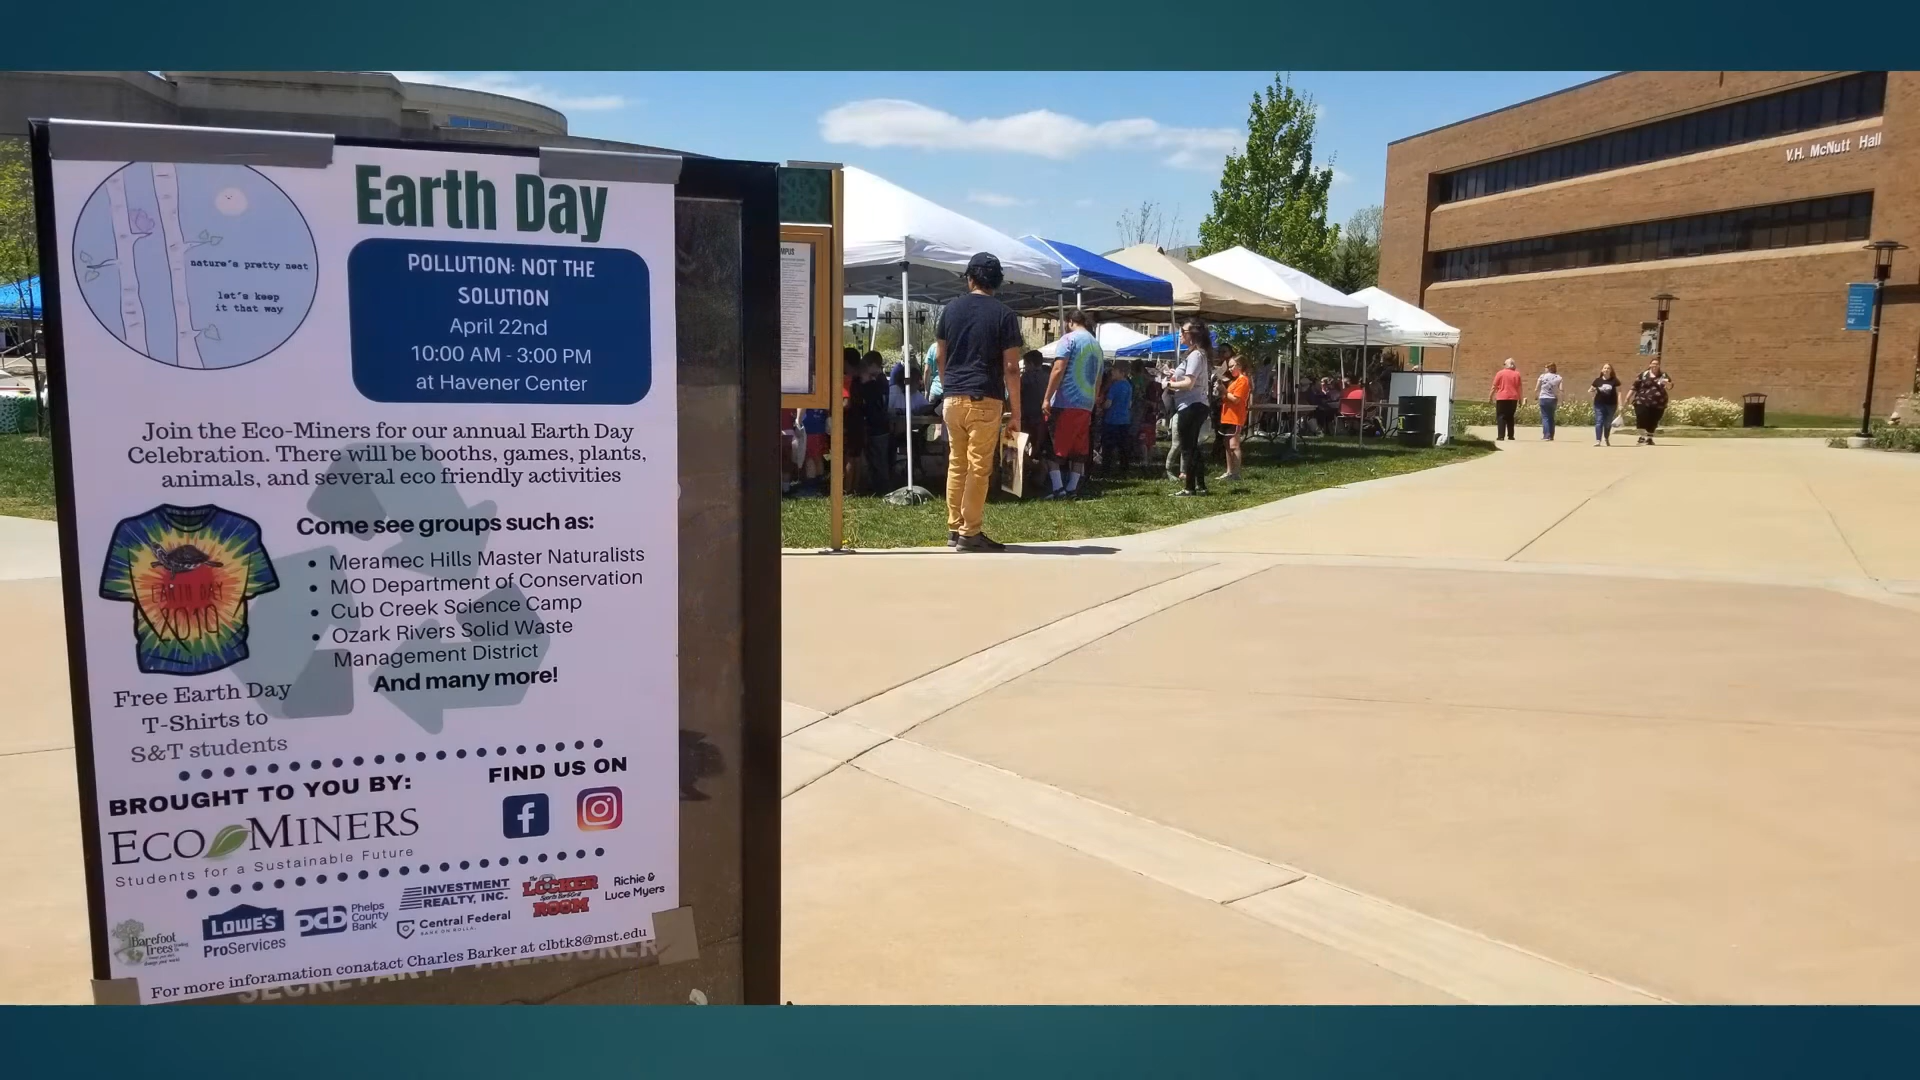 Earth Day
nature's pretty neat
let's keep
it that way
POLLUTION: NOT THE
SOLUTION
April 22nd
10:00 AM - 3:00 PM
at Havener Center
Join the Eco-Miners for our annual Earth Day
Celebration. There will be booths, games, plants,
animals, and several eco friendly activities
Come see groups such as:
• Meramec Hills Master Naturalists
• MO Department of Conservation
• Cub Creek Science Camp
• Ozark Rivers Solid Waste
Management District
And many more!
EARTH DAY
2019
Free Earth Day
T-Shirts to
S&T students
BROUGHT TO YOU BY:
ECO MINERS
Students for a Sustainable Future
FIND US ON
Barefoot
Trees
LOWE'S
ProServices
pcb Phelps
County
Bank
INVESTMENT
REALTY, INC.
Central Federal
The
LOCKER
ROOM
Richie &
Luce Myers
For more inforamation conatact Charles Barker at clbtk8@mst.edu
V.H. McNutt Hall